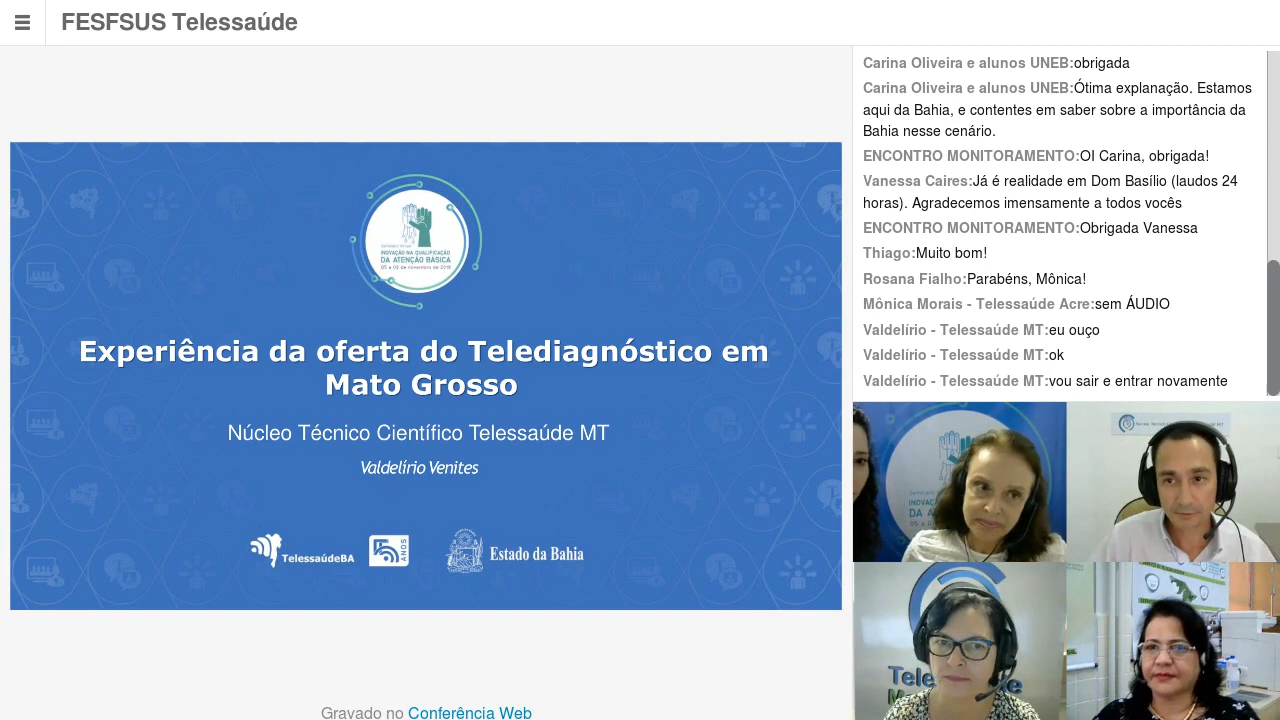 FESFSUS Telessaúde
Seminário Virtual
INOVAÇÃO NA QUALIFICAÇÃO
DA ATENÇÃO BÁSICA
Experiência da oferta do Telediagnóstico em
Mato Grosso
Núcleo Técnico Científico Telessaúde MT
Valdelírio Venites
TelessaúdeBA
ANOS
Estado da Bahia
Gravado no Conferência Web
Carina Oliveira e alunos UNEB:obrigada
Carina Oliveira e alunos UNEB:Ótima explanação. Estamos
aqui da Bahia, e contentes em saber sobre a importância da
Bahia nesse cenário.
ENCONTRO MONITORAMENTO:OI Carina, obrigada!
Vanessa Caires:Já é realidade em Dom Basílio (laudos 24
horas). Agradecemos imensamente a todos vocês
ENCONTRO MONITORAMENTO:Obrigada Vanessa
Thiago:Muito bom!
Rosana Fialho:Parabéns, Mônica!
Mônica Morais - Telessaúde Acre:sem ÁUDIO
Valdelírio - Telessaúde MT:eu ouço
Valdelírio - Telessaúde MT:ok
Valdelírio - Telessaúde MT:vou sair e entrar novamente